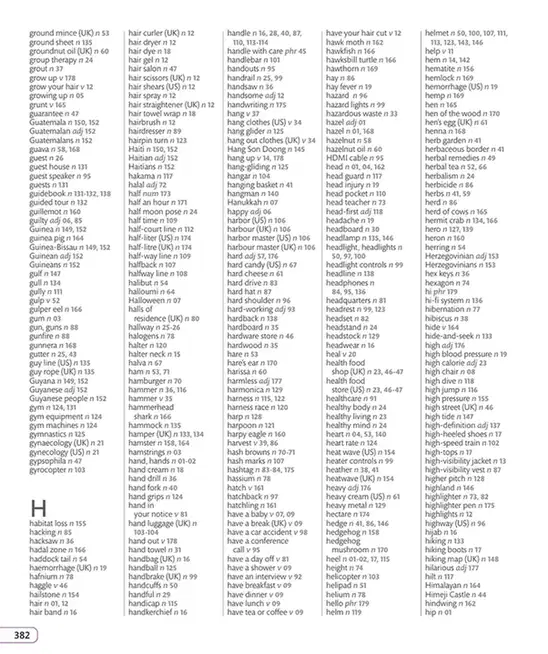 ground mince (UK) n 53
ground sheet n 135
groundnut oil (UK) n 60
group therapy n 24
grout n 37
grow up v 178
grow your hair v 12
growing up n 05
grunt v 165
guarantee n 47
Guatemala n 150, 152
Guatemalan adj 152
Guatemalans n 152
guava n 58, 168
guest n 26
guest house n 131
guest speaker n 95
guests n 131
guidebook n 131-132, 138
guided tour n 132
guillemot n 160
guilty adj 06, 85
Guinea n 149, 152
guinea pig n 164
Guinea-Bissau n 149, 152
Guinean adj 152
Guineans n 152
gulf n 147
gull n 134
gully n 111
gulp v 52
gulper eel n 166
gum n 03
gun, guns n 88
gunfire n 88
gunnera n 168
gutter n 25, 43
guy line (US) n 135
guy rope (UK) n 135
Guyana n 149, 152
Guyanese adj 152
Guyanese people n 152
gym n 124, 131
gym equipment n 124
gym machines n 124
gymnastics n 125
gynaecology (UK) n 21
gynecology (US) n 21
gypsophila n 47
gyrocopter n 103
H
habitat loss n 155
hacking n 85
hacksaw n 36
hadal zone n 166
haddock tail n 54
haemorrhage (UK) n 19
hafnium n 78
haggle v 46
hailstone n 154
hair n 01, 12
hair band n 16
hair curler (UK) n 12
hair dryer n 12
hair dye n 18
hair gel n 12
hair salon n 47
hair scissors (UK) n 12
hair shears (US) n 12
hair spray n 12
hair straightener (UK) n 12
hair towel wrap n 18
hairbrush n 12
hairdresser n 89
hairpin turn n 123
Haiti n 150, 152
Haitian adj 152
Haitians n 152
hakama n 117
halal adj 72
half num 173
half an hour n 171
half moon pose n 24
half time n 109
half-court line n 112
half-liter (US) n 174
half-litre (UK) n 174
half-way line n 109
halfback n 107
halfway line n 108
halibut n 54
halloumi n 64
Halloween n 07
halls of
residence (UK) n 80
hallway n 25-26
halogens n 78
halter n 120
halter neck n 15
halva n 67
ham n 53, 71
hamburger n 70
hammer n 36, 116
hammer v 35
hammerhead
shark n 166
hammock n 135
hamper (UK) n 133, 134
hamster n 158, 164
hamstrings n 03
hand, hands n 01-02
hand cream n 18
hand drill n 36
hand fork n 40
hand grips n 124
hand in
your notice v 81
hand luggage (UK) n
103-104
hand out v 178
hand towel n 31
handbag (UK) n 16
handball n 125
handbrake (UK) n 99
handcuffs n 50
handful n 29
handicap n 115
handkerchief n 16
handle n 16, 28, 40, 87,
110, 113-114
handle with care phr 45
handlebar n 101
handouts n 95
handrail n 25, 99
handsaw n 36
handsome adj 12
handwriting n 175
hang v 37
hang clothes (US) v 34
hang glider n 125
hang out clothes (UK) v 34
Hang Son Doong n 145
hang up v 14, 178
hang-gliding n 125
hangar n 104
hanging basket n 41
hangman n 140
Hanukkah n 07
happy adj 06
harbor (US) n 106
harbour (UK) n 106
harbor master (US) n 106
harbour master (UK) n 106
hard adj 57, 176
hard candy (US) n 67
hard cheese n 61
hard drive n 83
hard hat n 87
hard shoulder n 96
hard-working adj 93
hardback n 138
hardboard n 35
hardware store n 46
hardwood n 35
hare n 53
hare's ear n 170
harissa n 60
harmless adj 177
harmonica n 129
harness n 115, 122
harness race n 120
harp n 128
harpoon n 121
harpy eagle n 160
harvest v 39, 86
hash browns n 70-71
hash marks n 107
hashtag n 83-84, 175
hassium n 78
hatch v 161
hatchback n 97
hatchling n 161
have a baby v 07, 09
have a break (UK) v 09
have a car accident v 98
have a conference
call v 95
have a day off v 81
have a shower v 09
have an interview v 92
have breakfast v 09
have dinner v 09
have lunch v 09
have tea or coffee v 09
have your hair cut v 12
hawk moth n 162
hawkfish n 166
hawksbill turtle n 166
hawthorn n 169
hay n 86
hay fever n 19
hazard n 96
hazard lights n 99
hazardous waste n 33
hazel adj 01
hazel n 01, 168
hazelnut n 58
hazelnut oil n 60
HDMI cable n 95
head n 01, 04, 162
head guard n 117
head injury n 19
head pocket n 110
head teacher n 73
head-first adj 118
headache n 19
headboard n 30
headlamp n 135, 146
headlight, headlights n
50, 97, 100
headlight controls n 99
headline n 138
headphones n
84, 95, 136
headquarters n 81
headrest n 99, 123
headset n 82
headstand n 24
headstock n 129
headwear n 16
heal v 20
health food
shop (UK) n 23, 46-47
health food
store (US) n 23, 46-47
healthcare n 91
healthy body n 24
healthy living n 23
healthy mind n 24
heart n 04, 53, 140
heart rate n 124
heat wave (US) n 154
heater controls n 99
heather n 38, 41
heatwave (UK) n 154
heavy adj 176
heavy cream (US) n 61
heavy metal n 129
hectare n 174
hedge n 41, 86, 146
hedgehog n 158
hedgehog
mushroom n 170
heel n 01-02, 17, 115
height n 74
helicopter n 103
helipad n 51
helium n 78
hello phr 179
helm n 119
helmet n 50, 100, 107, 111,
113, 123, 143, 146
help v 11
hem n 14, 142
hematite n 156
hemlock n 169
hemorrhage (US) n 19
hemp n 169
hen n 165
hen of the wood n 170
hen's egg (UK) n 61
henna n 168
herb garden n 41
herbaceous border n 41
herbal remedies n 49
herbal tea n 52, 66
herbalism n 24
herbicide n 86
herbs n 41, 59
herd n 86
herd of cows n 165
hermit crab n 134, 166
hero n 127, 139
heron n 160
herring n 54
Herzegovinian adj 153
Herzegovinians n 153
hex keys n 36
hexagon n 74
hi phr 179
hi-fi system n 136
hibernation n 77
hibiscus n 38
hide v 164
hide-and-seek n 133
high adj 176
high blood pressure n 19
high calorie adj 23
high chair n 08
high dive n 118
high jump n 116
high pressure n 155
high street (UK) n 46
high tide n 147
high-definition adj 137
high-heeled shoes n 17
high-speed train n 102
high-tops n 17
high-visibility jacket n 13
high-visibility vest n 87
higher pitch n 128
highland n 146
highlighter n 73, 82
highlighter pen n 175
highlights n 12
highway (US) n 96
hijab n 16
hiking n 133
hiking boots n 17
hiking map (UK) n 148
hilarious adj 177
hilt n 117
Himalayan n 164
Himeji Castle n 44
hindwing n 162
hip n 01
382